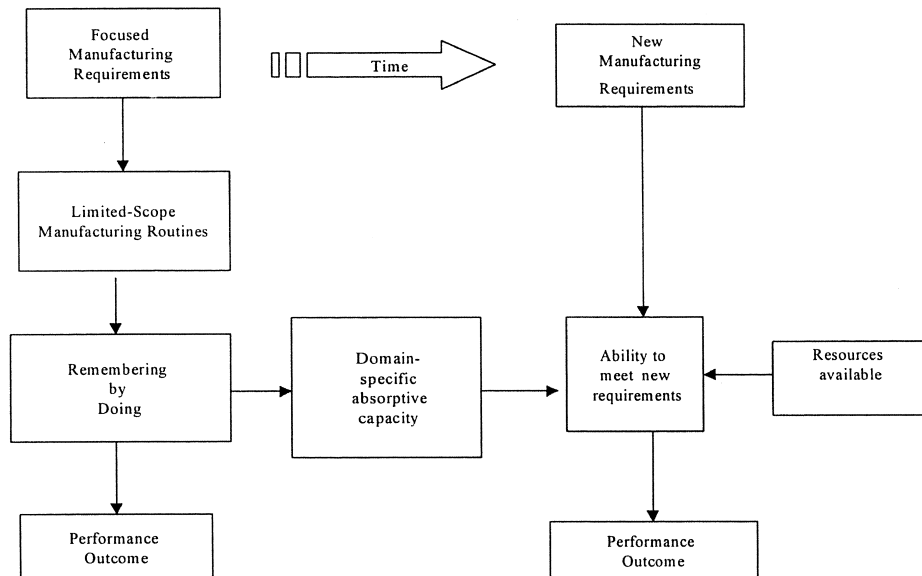 Focused
Manufacturing
Requirements
Time
New
Manufacturing
Requirements
Limited-Scope
Manufacturing Routines
Remembering
by
Doing
Domain-
specific
absorptive
capacity
Ability to
meet new
requirements
Resources
available
Performance
Outcome
Performance
Outcome